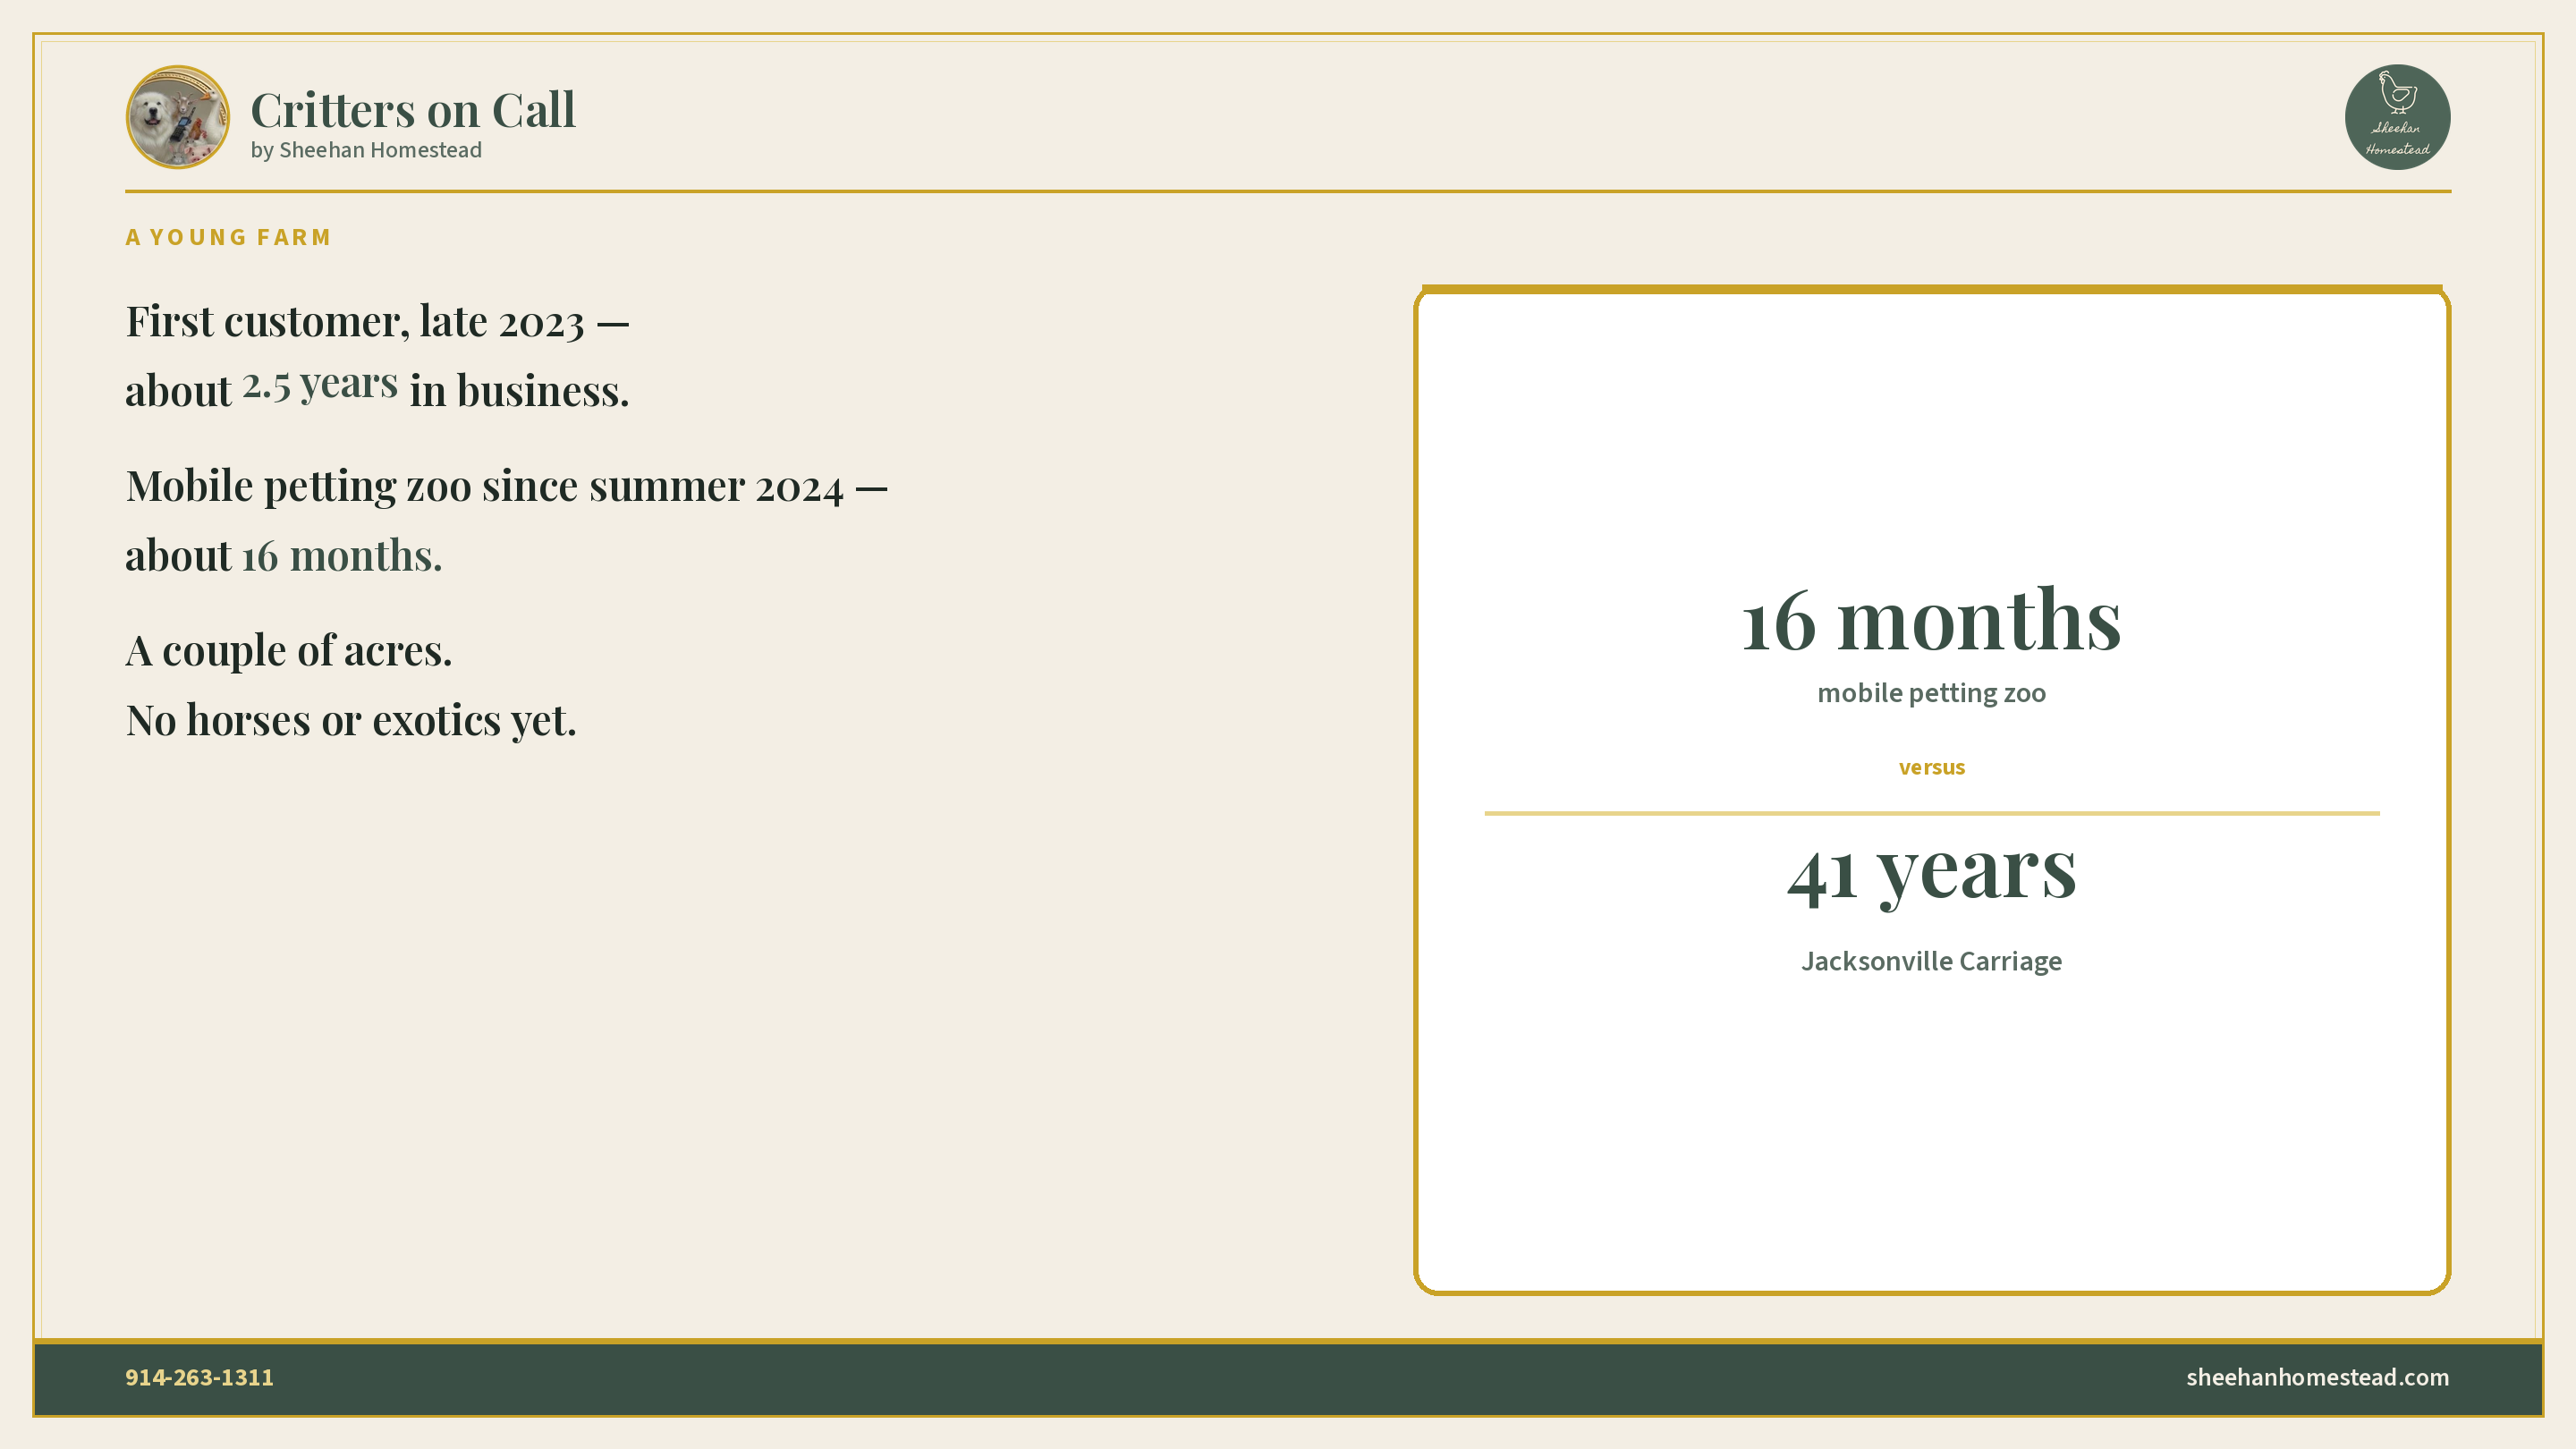 Critters on Call
by Sheehan Homestead
Sheehan
Homestead
A YOUNG FARM
First customer, late 2023 —
about 2.5 years in business.
Mobile petting zoo since summer 2024 —
about 16 months.
A couple of acres.
No horses or exotics yet.
16 months
mobile petting zoo
versus
41 years
Jacksonville Carriage
914-263-1311
sheehanhomestead.com